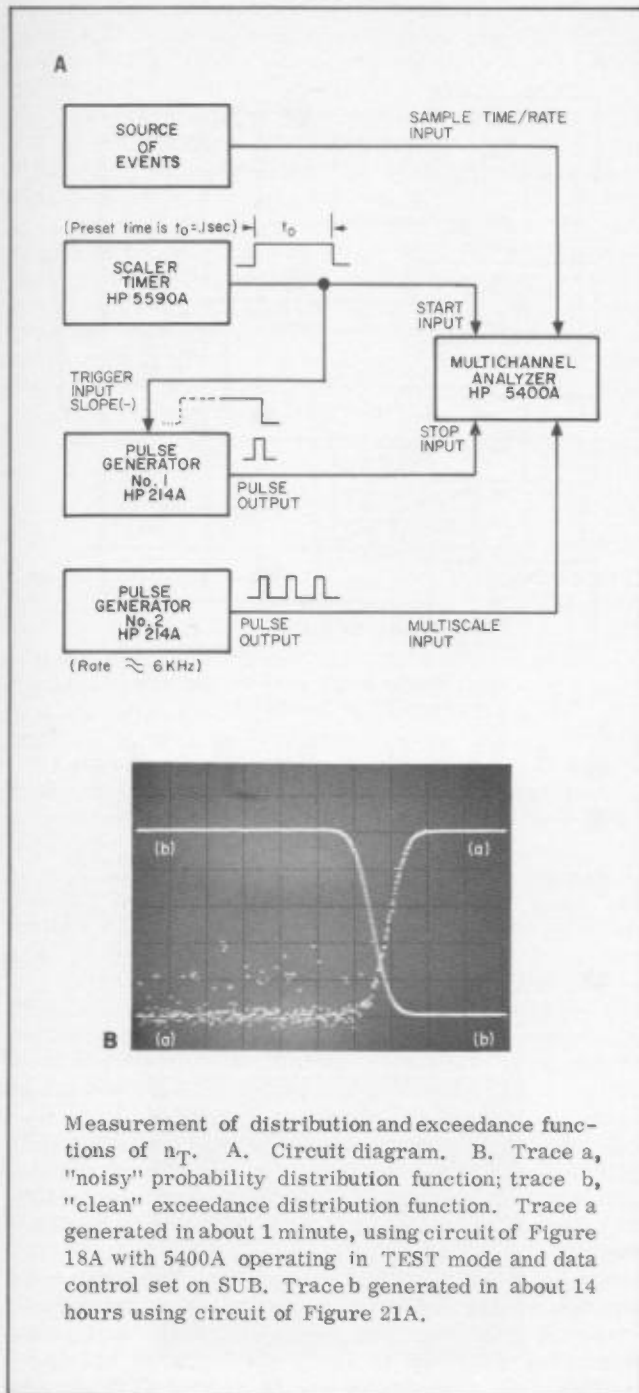 A
SOURCE
OF
EVENTS
SAMPLE TIME/RATE
INPUT
(Preset time is t₀=.1sec)
t₀
SCALER
TIMER
HP 5590A
START
INPUT
MULTICHANNEL
ANALYZER
HP 5400A
TRIGGER
INPUT
SLOPE(-)
STOP
INPUT
PULSE
GENERATOR
No. 1
HP 214A
PULSE
OUTPUT
PULSE
GENERATOR
No. 2
HP 214A
PULSE
OUTPUT
MULTISCALE
INPUT
(Rate ≈ 6KHz)
(b)
(a)
(a)
(b)
B
Measurement of distribution and exceedance func-
tions of nT. A. Circuit diagram. B. Trace a,
"noisy" probability distribution function; trace b,
"clean" exceedance distribution function. Trace a
generated in about 1 minute, using circuit of Figure
18A with 5400A operating in TEST mode and data
control set on SUB. Trace b generated in about 14
hours using circuit of Figure 21A.